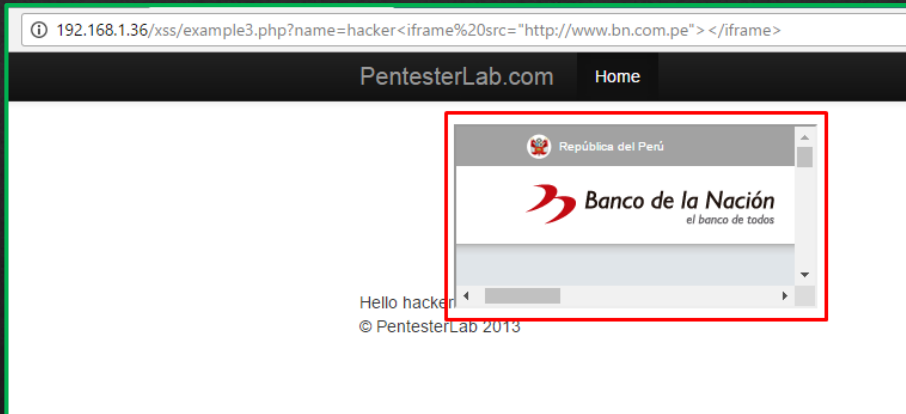 192.168.1.36/xss/example3.php?name=hacker<iframe%20src="http://www.bn.com.pe"></iframe>
PentesterLab.com Home
República del Perú
Banco de la Nación
el banco de todos
Hello hacker
© PentesterLab 2013